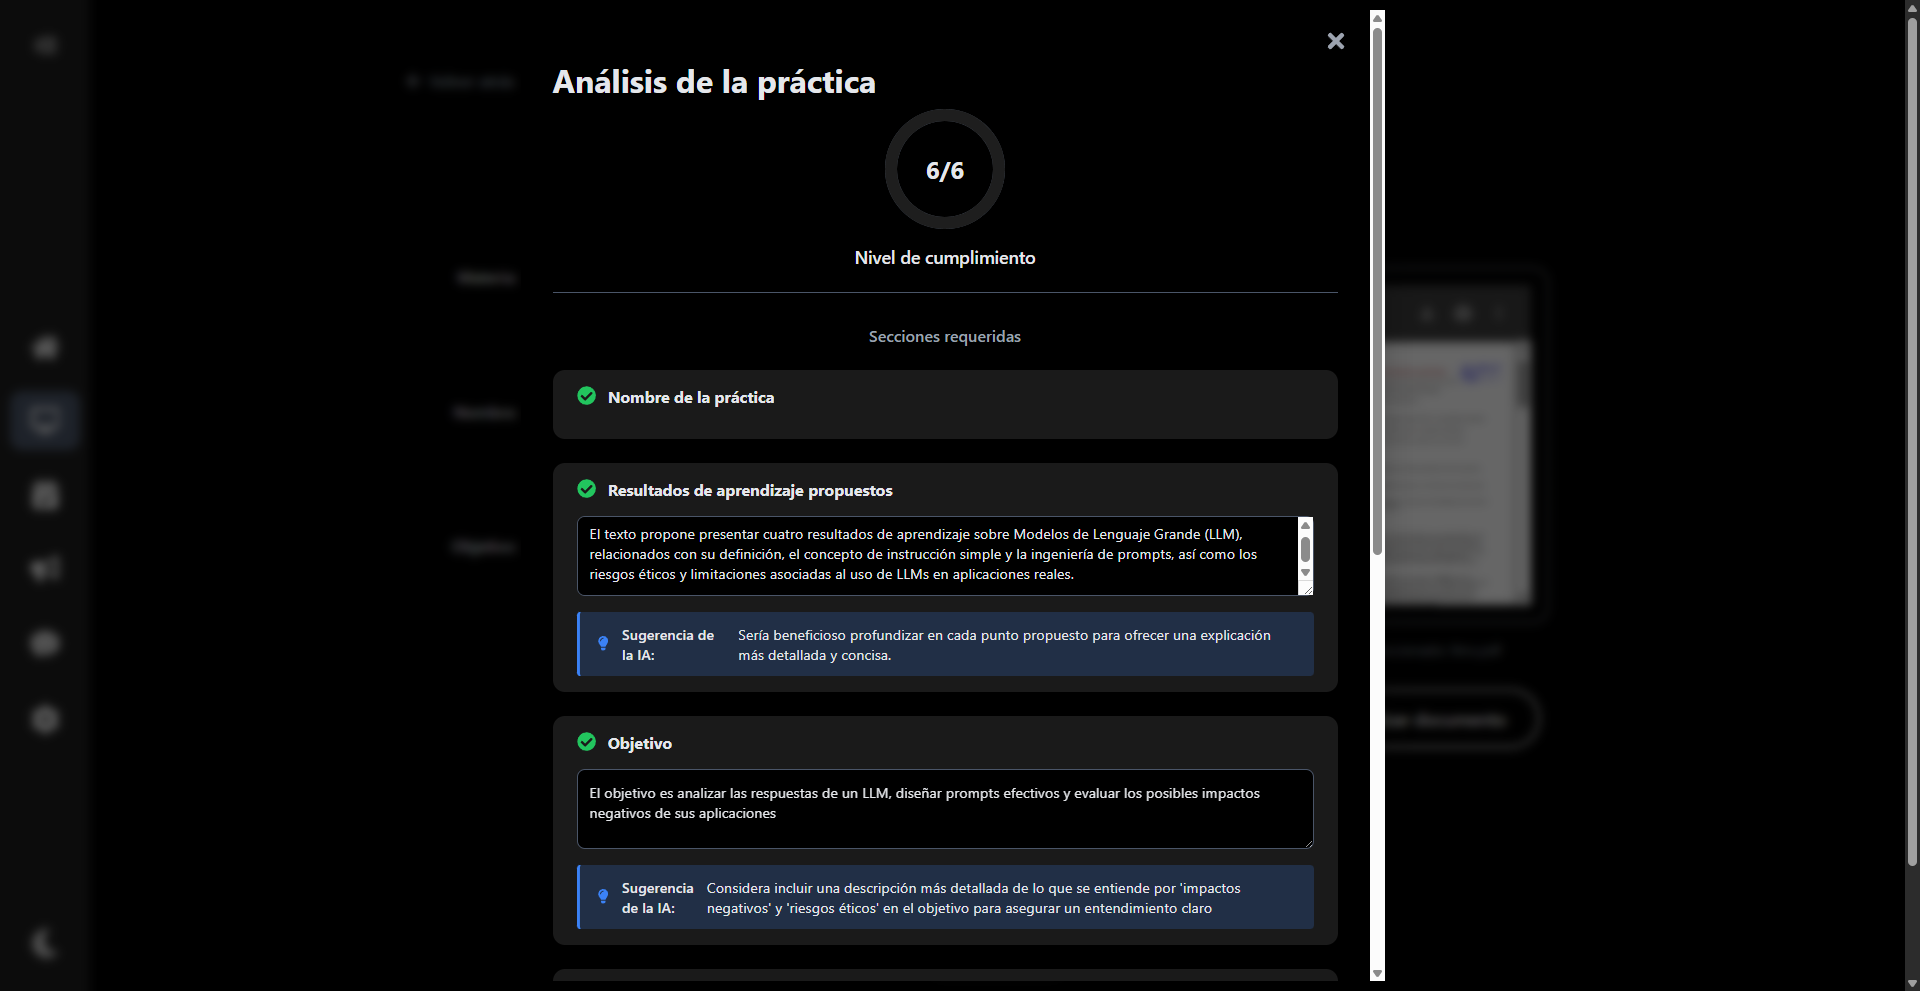 Análisis de la práctica
6/6
Nivel de cumplimiento
Secciones requeridas
Nombre de la práctica
Resultados de aprendizaje propuestos
El texto propone presentar cuatro resultados de aprendizaje sobre Modelos de Lenguaje Grande (LLM),
relacionados con su definición, el concepto de instrucción simple y la ingeniería de prompts, así como los
riesgos éticos y limitaciones asociadas al uso de LLMs en aplicaciones reales.
Sugerencia de
la IA:
Sería beneficioso profundizar en cada punto propuesto para ofrecer una explicación
más detallada y concisa.
Objetivo
El objetivo es analizar las respuestas de un LLM, diseñar prompts efectivos y evaluar los posibles impactos
negativos de sus aplicaciones
Sugerencia
de la IA:
Considera incluir una descripción más detallada de lo que se entiende por 'impactos
negativos' y 'riesgos éticos' en el objetivo para asegurar un entendimiento claro